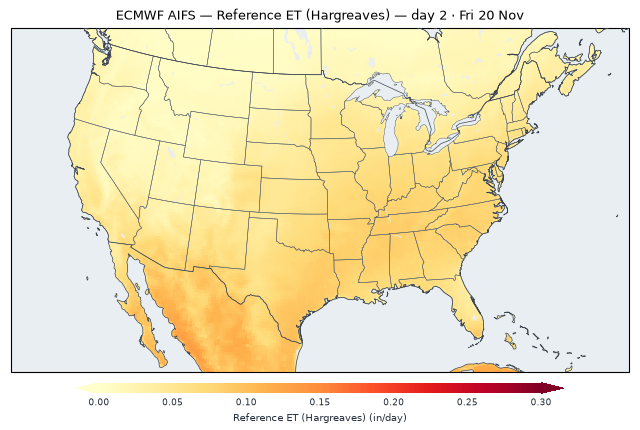 ECMWF AIFS — Reference ET (Hargreaves) — day 2 · Fri 20 Nov
0.00 0.05 0.10 0.15 0.20 0.25 0.30
Reference ET (Hargreaves) (in/day)